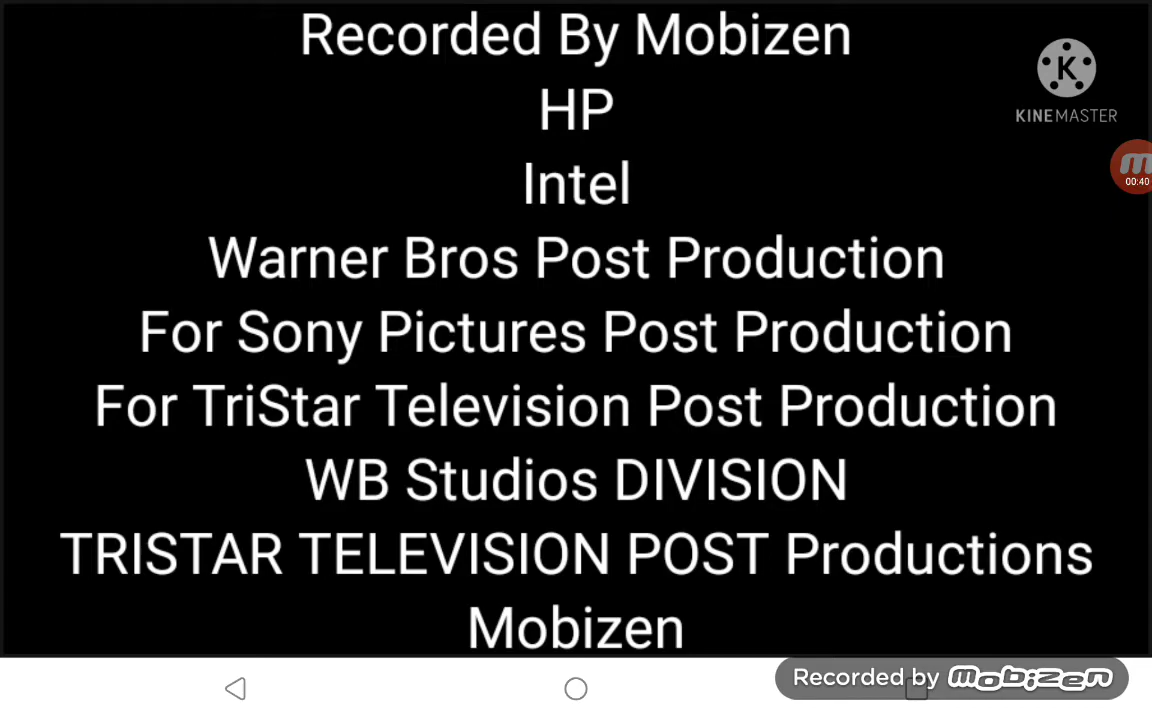 Recorded By Mobizen
HP
Intel
Warner Bros Post Production
For Sony Pictures Post Production
For TriStar Television Post Production
WB Studios DIVISION
TRISTAR TELEVISION POST Productions
Mobizen
K
KINEMASTER
m
00:40
Recorded by mobizen